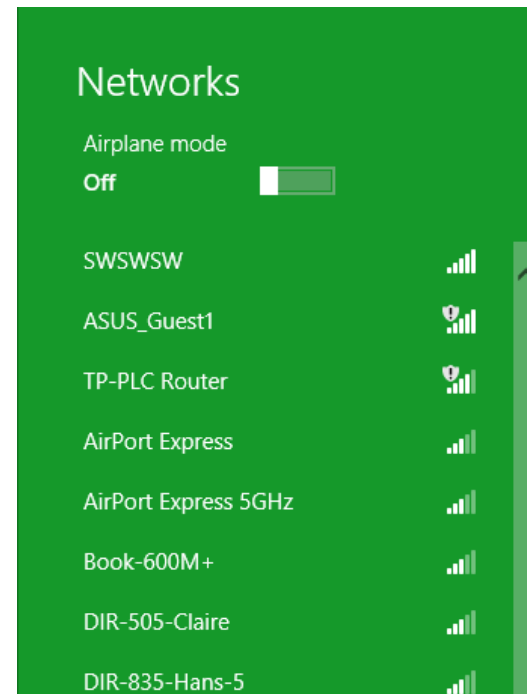 Networks
Airplane mode
Off
SWSWSW
ASUS_Guest1
TP-PLC Router
AirPort Express
AirPort Express 5GHz
Book-600M+
DIR-505-Claire
DIR-835-Hans-5